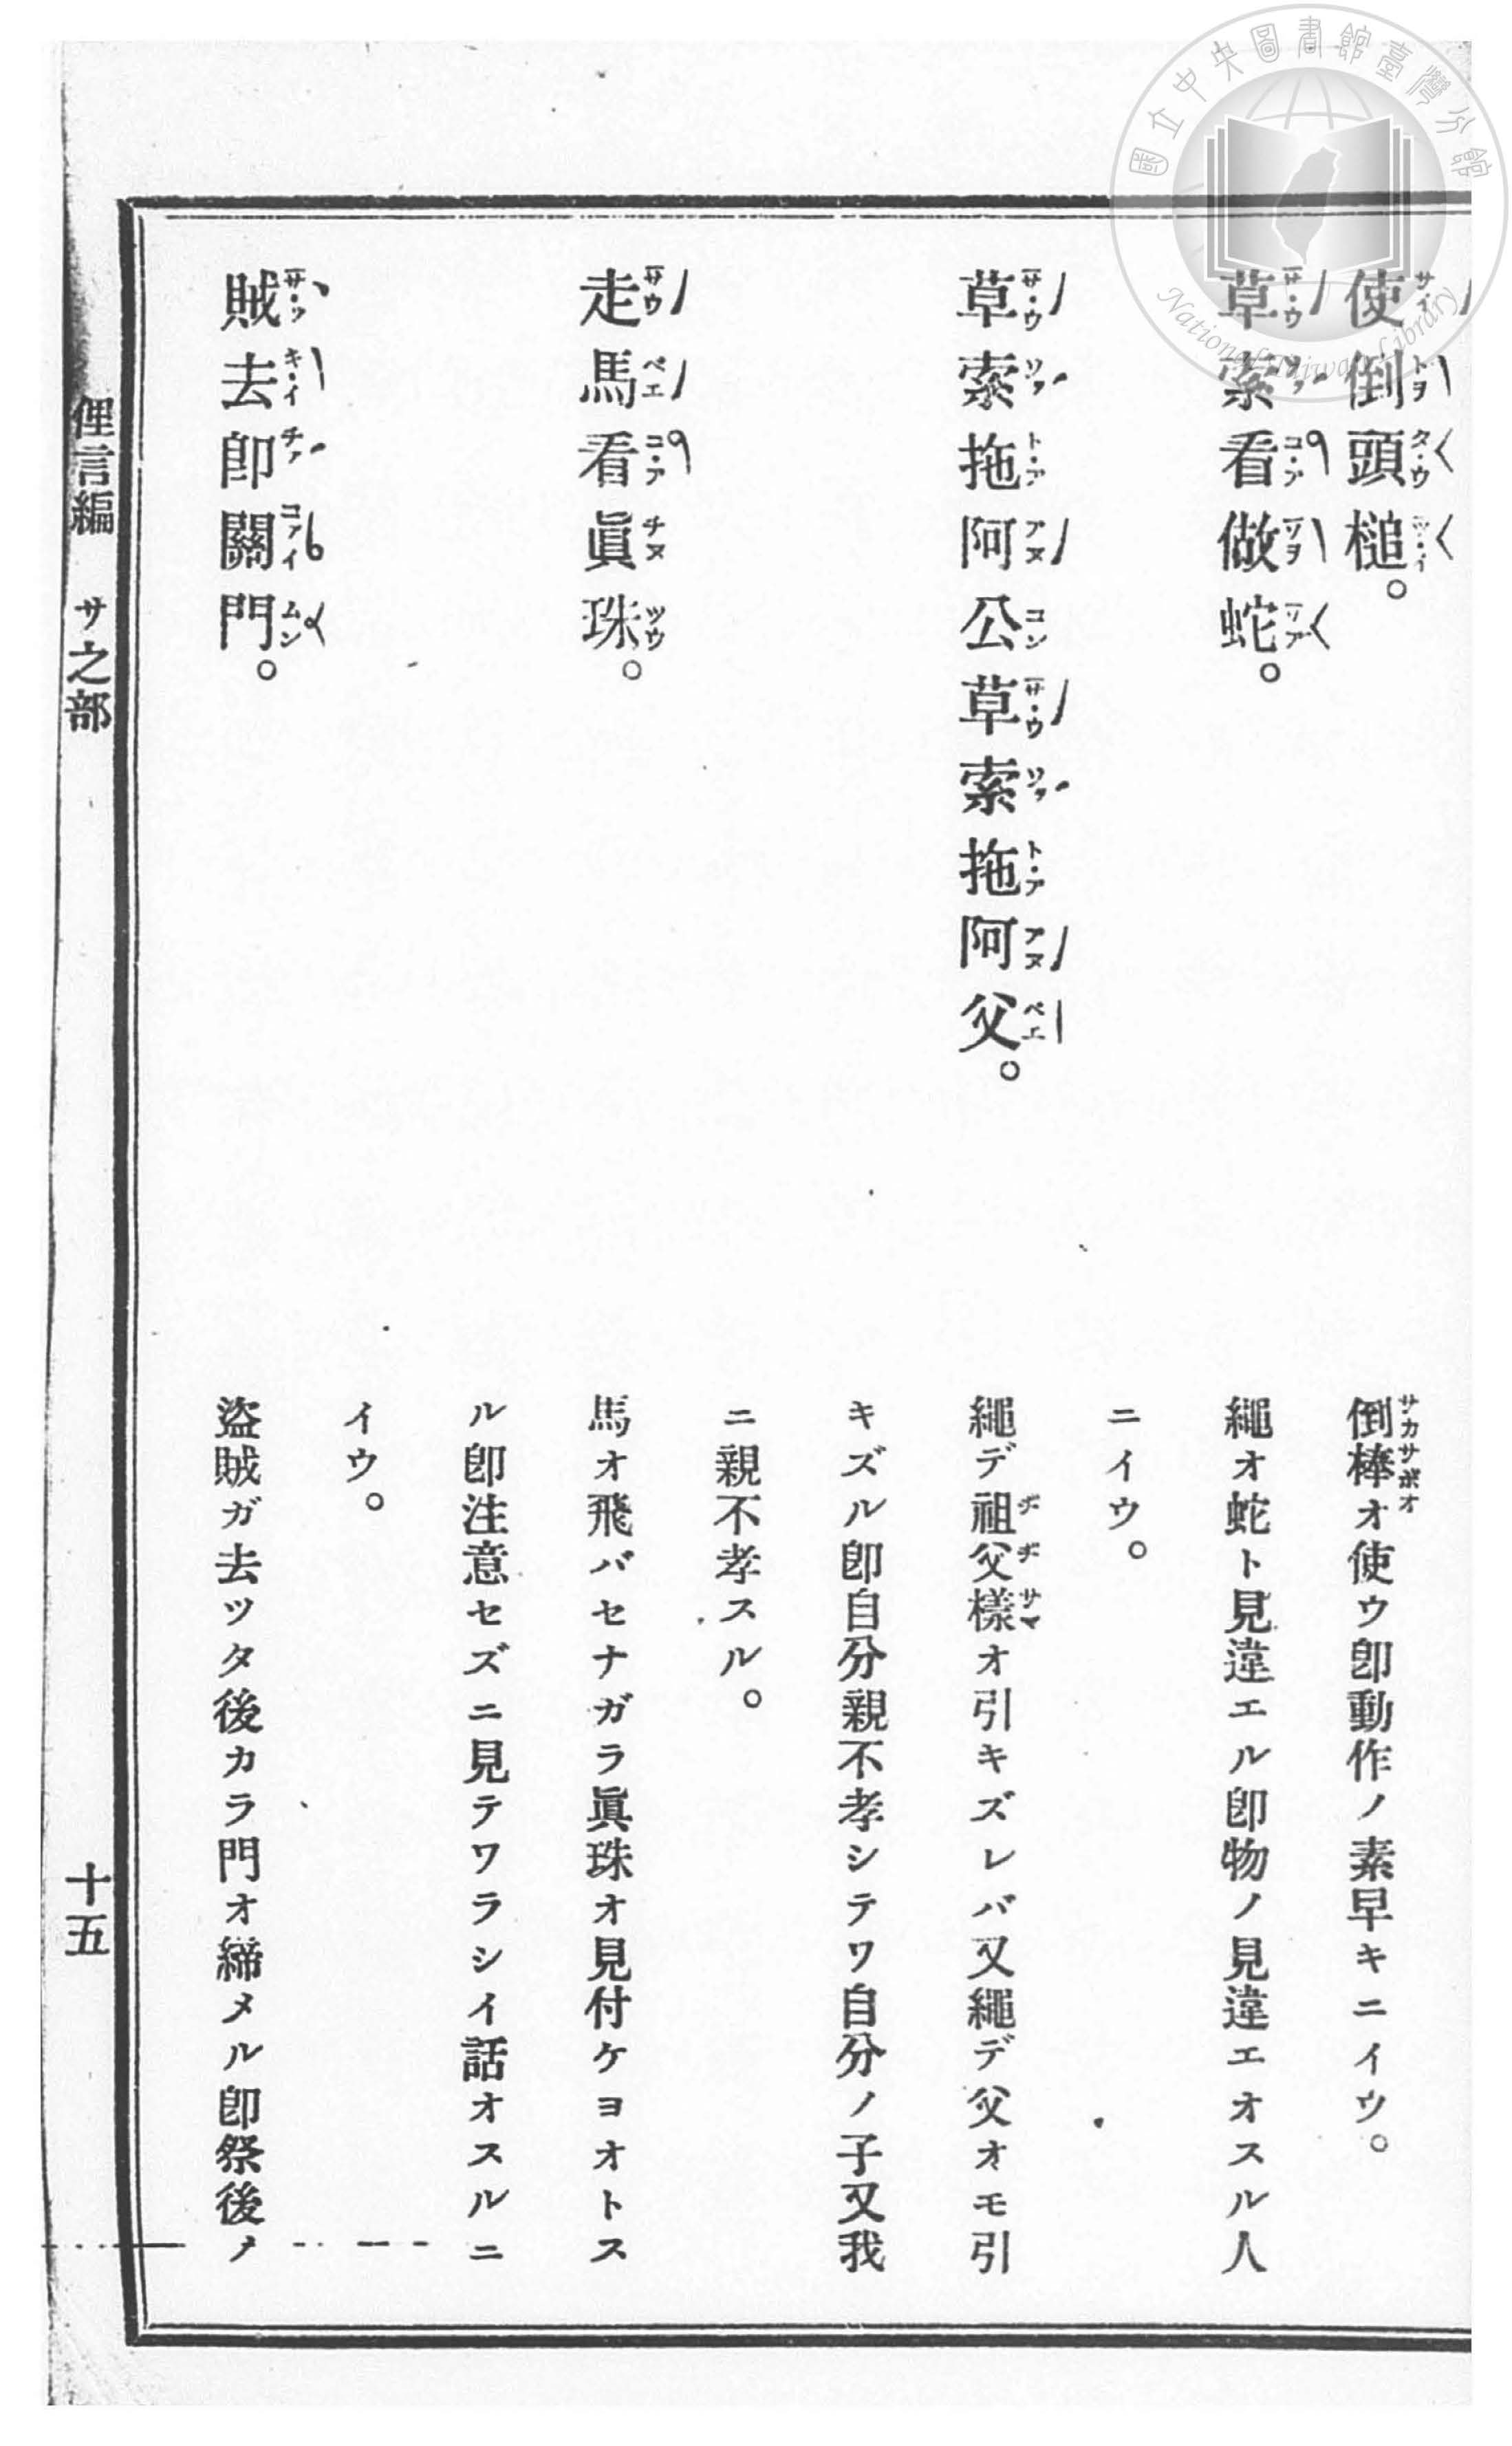 國立中央圖書館臺灣分館
National Taiwan Library
使倒頭槌。
倒棒オ使ウ卽動作ノ素早キニイウ。
サカサボオ
草索看做蛇。
繩オ蛇ト見違エル卽物ノ見違エオスル人
ニイウ。
草索拖阿公草索拖阿父。
繩デ祖父樣オ引キズレバ又繩デ父オモ引
ヂヂサマ
キズル卽自分親不孝シテワ自分ノ子又我
ニ親不孝スル。
走馬看眞珠。
馬オ飛バセナガラ眞珠オ見付ケヨオトス
ル卽注意セズニ見テワラシイ話オスルニ
イウ。
賊去卽關門。
盜賊ガ去ツタ後カラ門オ締メル卽祭後ノ
俚言編 サ之部
十五